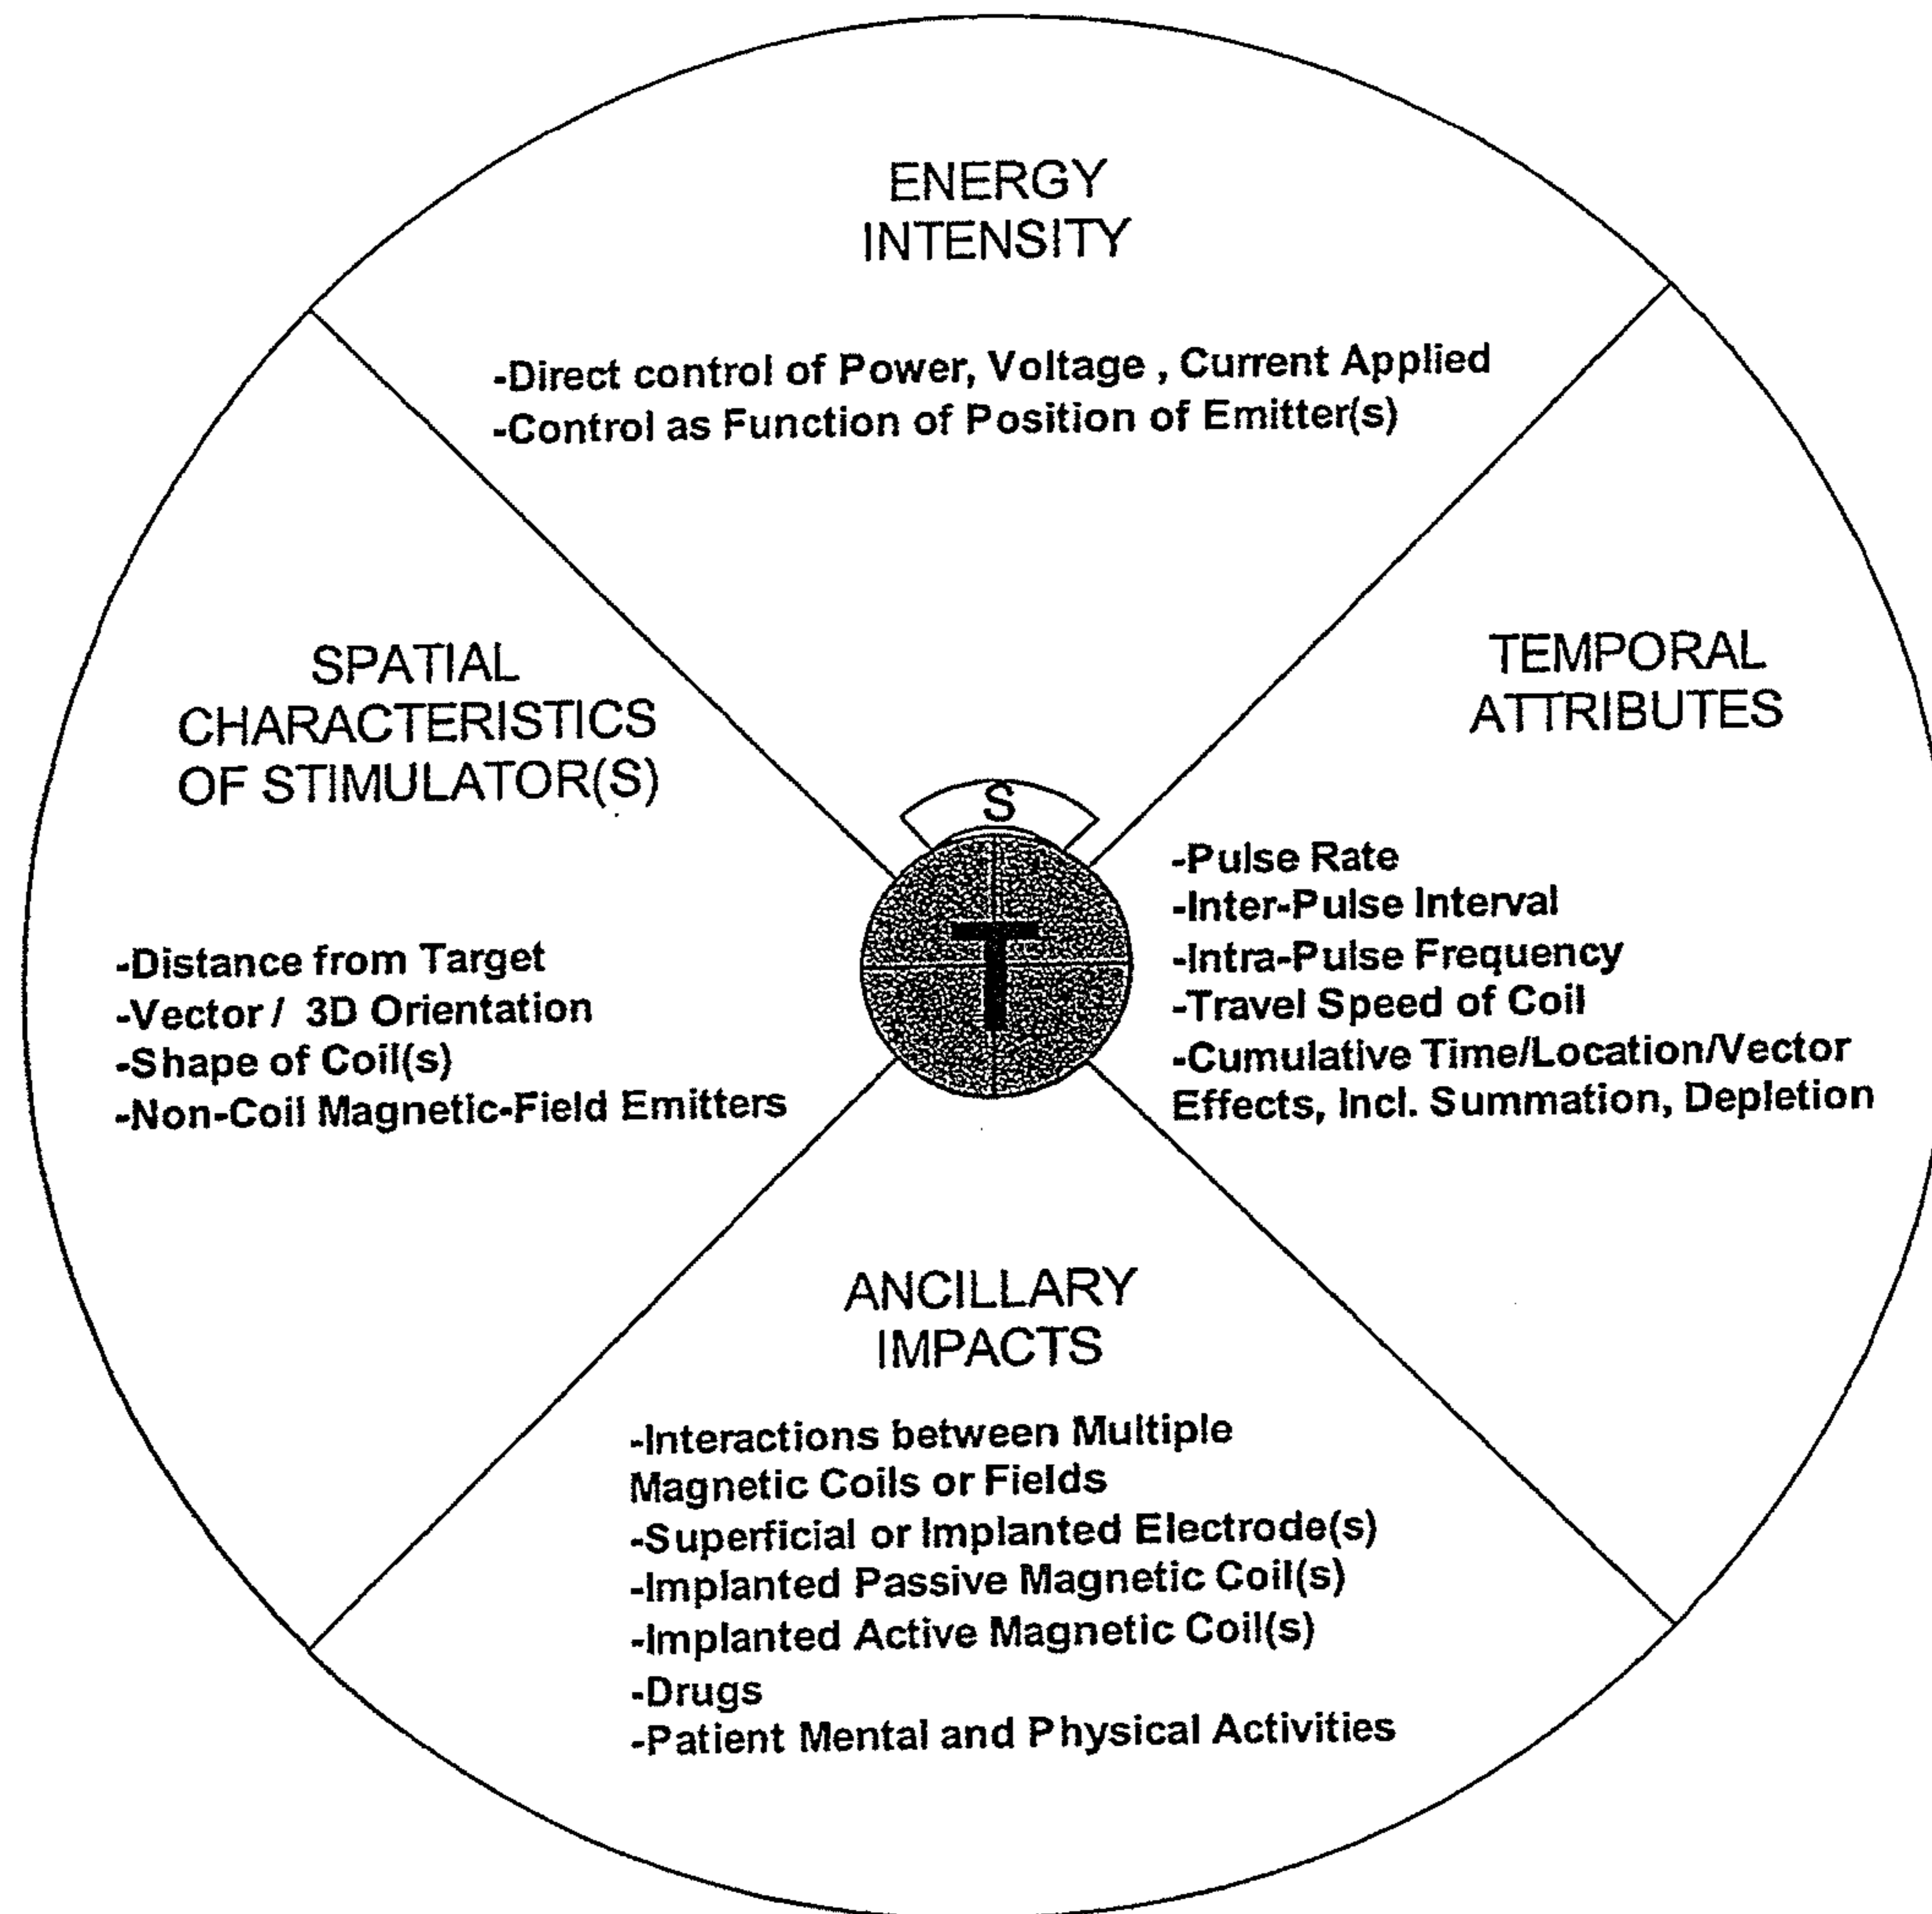 ENERGY
INTENSITY
-Direct control of Power, Voltage , Current Applied
-Control as Function of Position of Emitter(s)
SPATIAL
CHARACTERISTICS
OF STIMULATOR(S)
-Distance from Target
-Vector / 3D Orientation
-Shape of Coil(s)
-Non-Coil Magnetic-Field Emitters
S
T
TEMPORAL
ATTRIBUTES
-Pulse Rate
-Inter-Pulse Interval
-Intra-Pulse Frequency
-Travel Speed of Coil
-Cumulative Time/Location/Vector
Effects, Incl. Summation, Depletion
ANCILLARY
IMPACTS
-Interactions between Multiple
Magnetic Coils or Fields
-Superficial or Implanted Electrode(s)
-Implanted Passive Magnetic Coil(s)
-Implanted Active Magnetic Coil(s)
-Drugs
-Patient Mental and Physical Activities